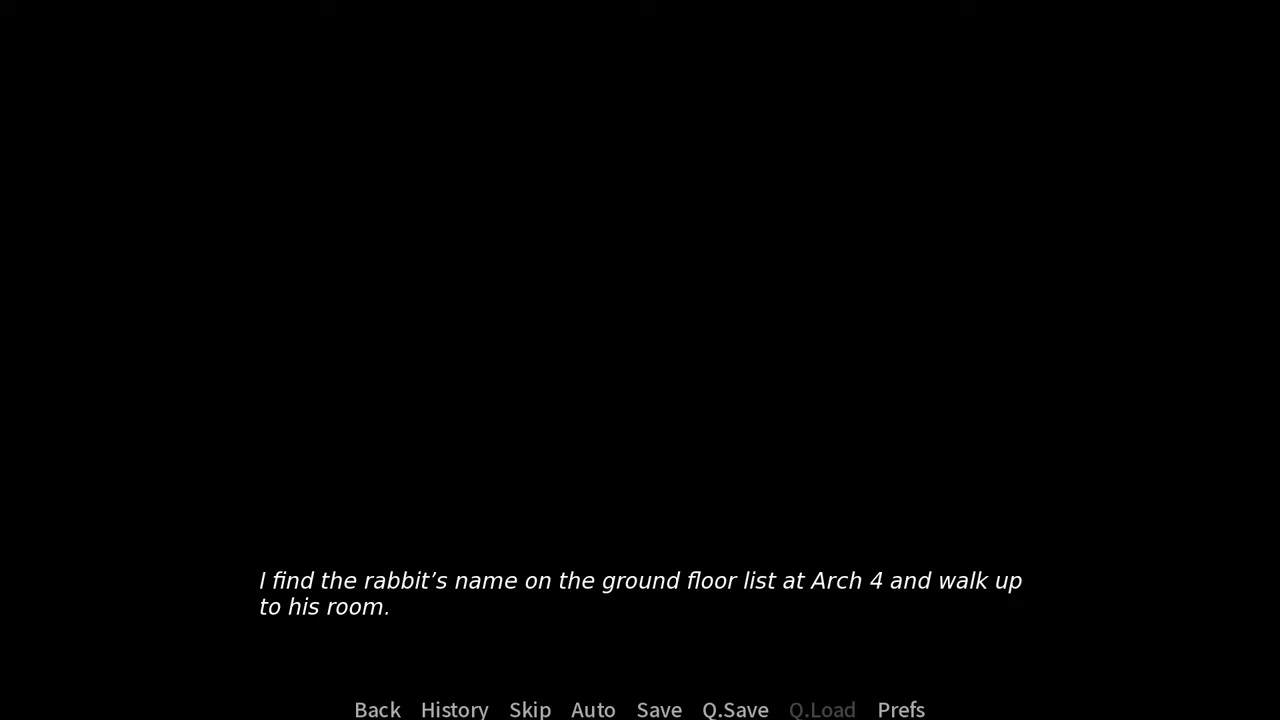 I find the rabbit’s name on the ground floor list at Arch 4 and walk up
to his room.
Back History Skip Auto Save Q.Save Q.Load Prefs